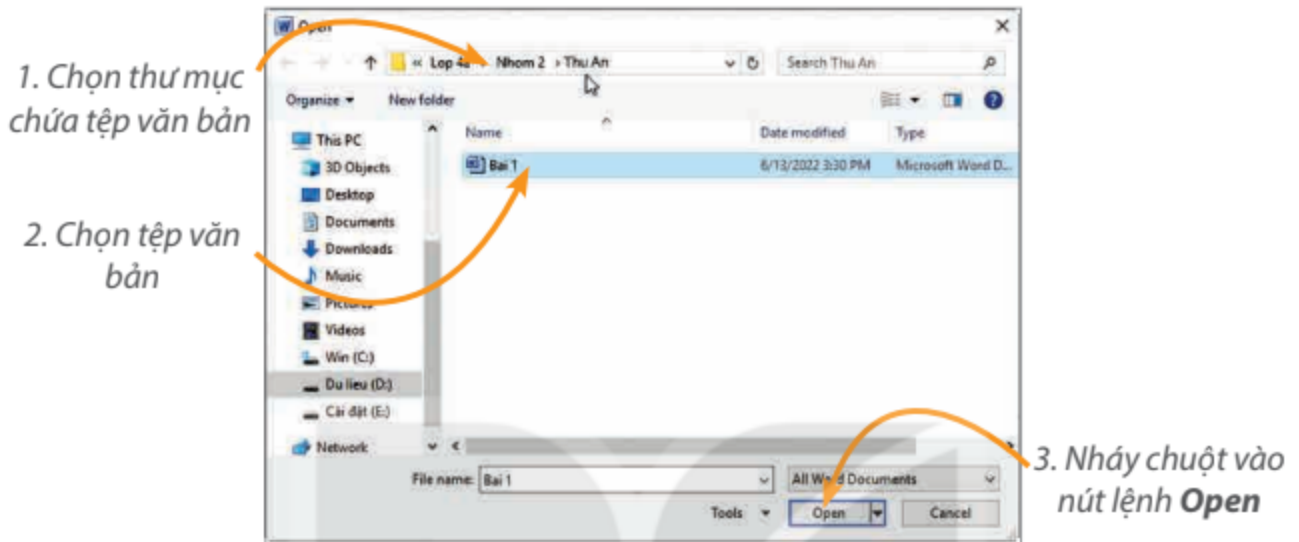 Open
1. Chọn thư mục
chứa tệp văn bản
« Lop 4a Nhom 2 › Thu An
Search Thu An
Organize
New folder
Name
Date modified
Type
This PC
Bai 1
6/13/2022 3:30 PM
Microsoft Word D...
3D Objects
Desktop
2. Chọn tệp văn
bản
Documents
Downloads
Music
Pictures
Videos
Win (C:)
Du lieu (D:)
Cài đặt (E:)
Network
File name: Bai 1
All Word Documents
Tools
Open
Cancel
3. Nháy chuột vào
nút lệnh Open